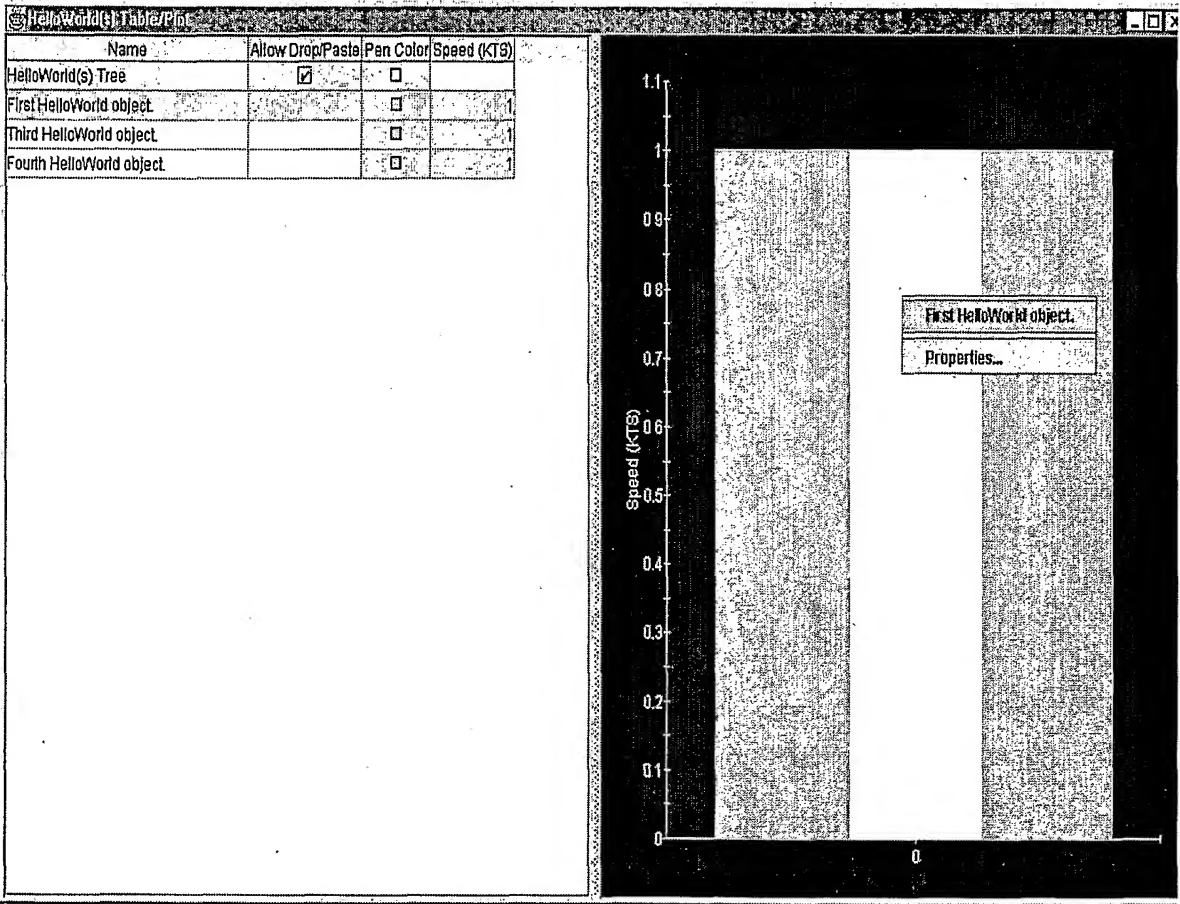 HelloWorld(s) Table/Plot
Name Allow Drop/Paste Pen Color Speed (KTS)
HelloWorld(s) Tree
First HelloWorld object. 1
Third HelloWorld object. 1
Fourth HelloWorld object. 1
1.1
1
0.9
0.8
0.7
0.6
0.5
0.4
0.3
0.2
0.1
0
Speed (KTS)
0.
First HelloWorld object.
Properties...